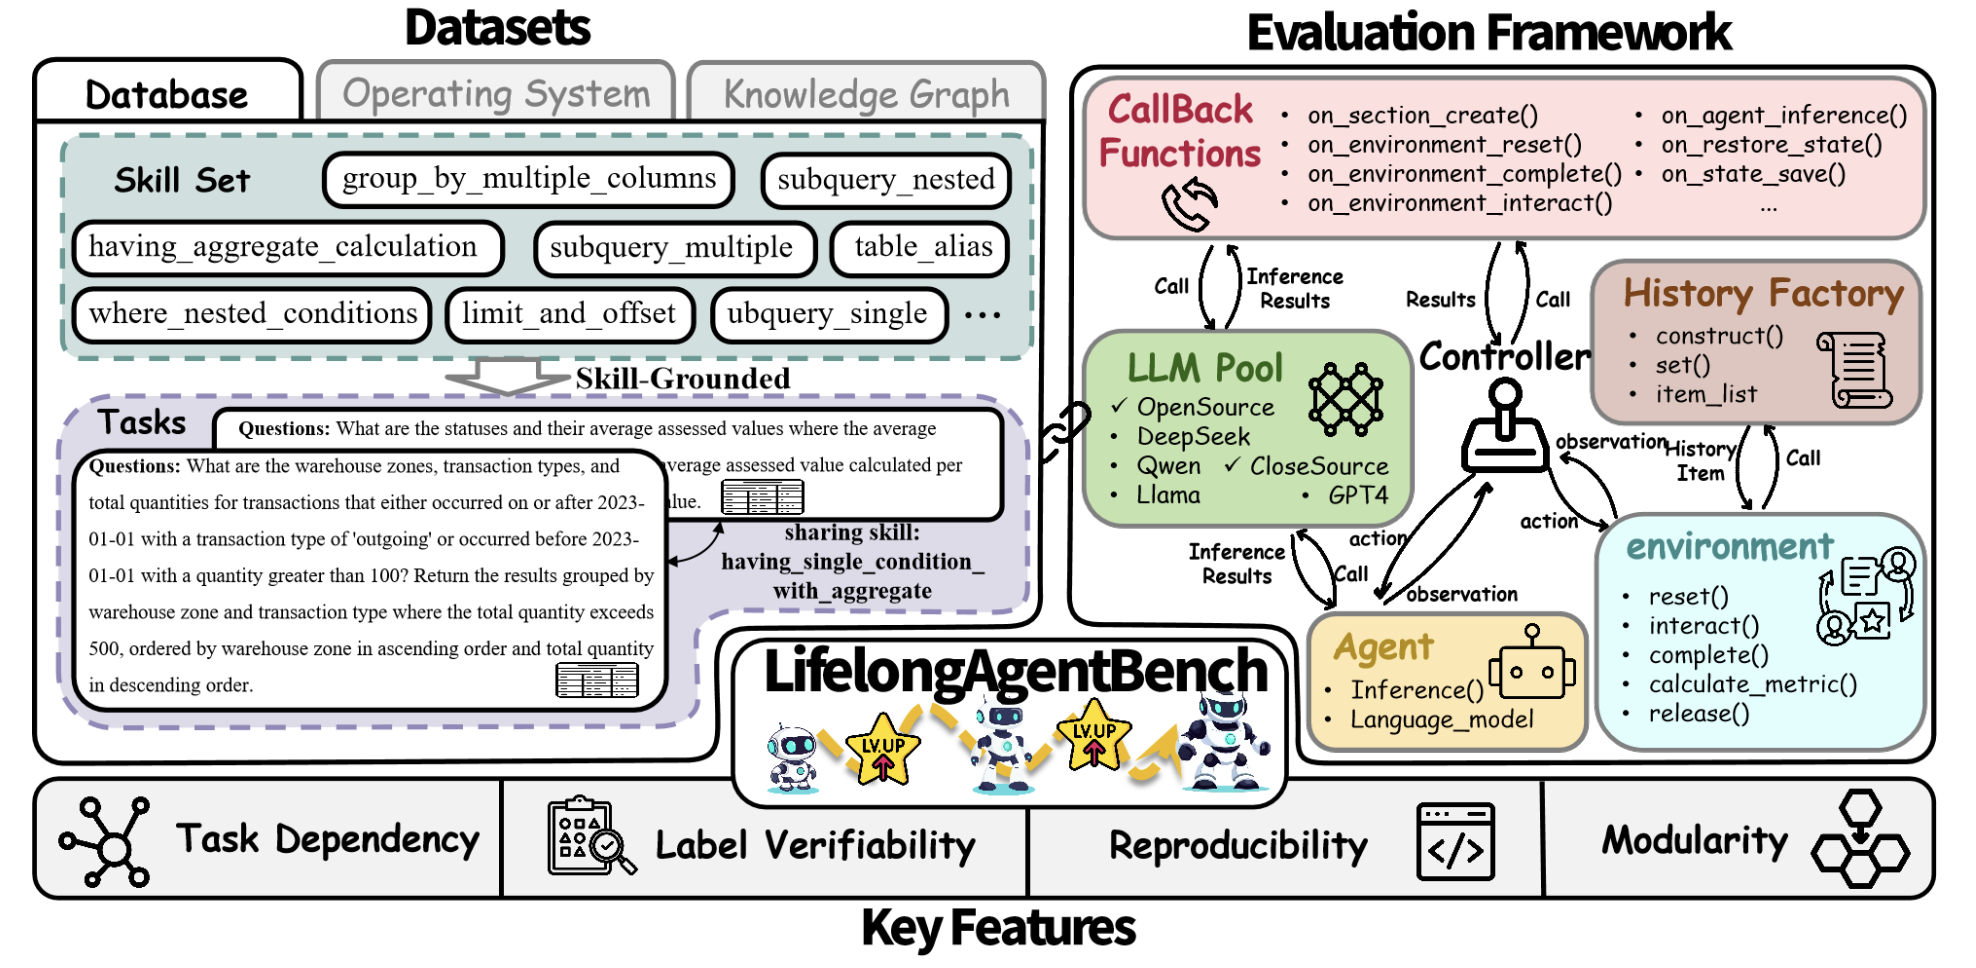 Datasets
Evaluation Framework
Database
Operating System
Knowledge Graph
Skill Set
group_by_multiple_columns
subquery_nested
having_aggregate_calculation
subquery_multiple
table_alias
where_nested_conditions
limit_and_offset
ubquery_single
...
Skill-Grounded
Tasks
Questions: What are the statuses and their average assessed values where the average
verage assessed value calculated per
lue.
Questions: What are the warehouse zones, transaction types, and
total quantities for transactions that either occurred on or after 2023-
01-01 with a transaction type of 'outgoing' or occurred before 2023-
01-01 with a quantity greater than 100? Return the results grouped by
warehouse zone and transaction type where the total quantity exceeds
500, ordered by warehouse zone in ascending order and total quantity
in descending order.
sharing skill:
having_single_condition_
with_aggregate
CallBack
Functions
• on_section_create()
• on_environment_reset()
• on_environment_complete()
• on_environment_interact()
• on_agent_inference()
• on_restore_state()
• on_state_save()
...
Call
Inference
Results
Results
Call
History Factory
• construct()
• set()
• item_list
LLM Pool
✓ OpenSource
• DeepSeek
• Qwen
• Llama
✓ CloseSource
• GPT4
Controller
observation
History
Item
Call
action
action
Inference
Results
Call
observation
environment
• reset()
• interact()
• complete()
• calculate_metric()
• release()
Agent
• Inference()
• Language_model
LifelongAgentBench
LV.UP
LV.UP
Task Dependency
Label Verifiability
Reproducibility
</>
Modularity
Key Features